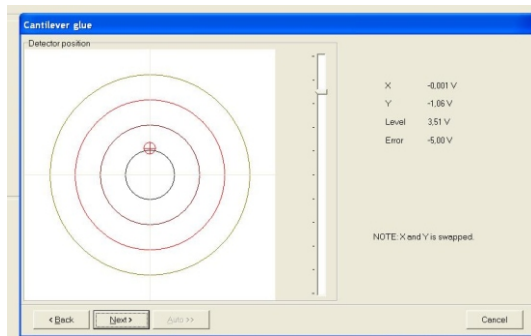 Cantilever glue
Detector position
X -0,001 V
Y -1,06 V
Level 3,51 V
Error -5,00 V
NOTE: X and Y is swapped.
< Back
Next >
Auto >>
Cancel